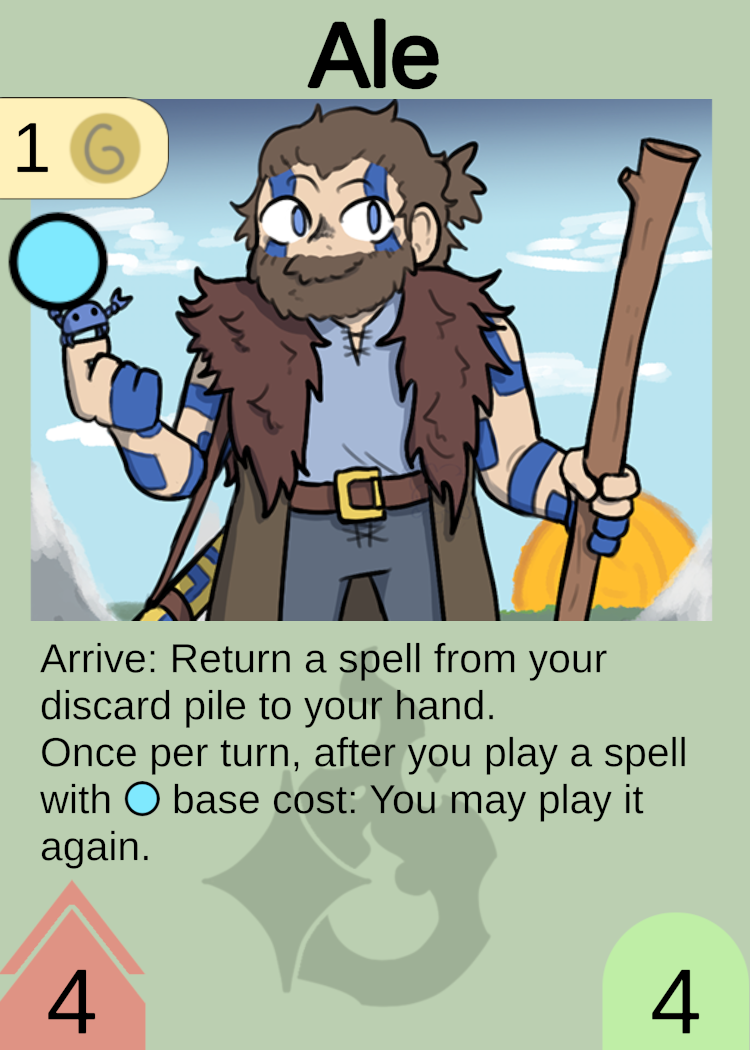 Ale
1 G
Arrive: Return a spell from your
discard pile to your hand.
Once per turn, after you play a spell
with base cost: You may play it
again.
4
4